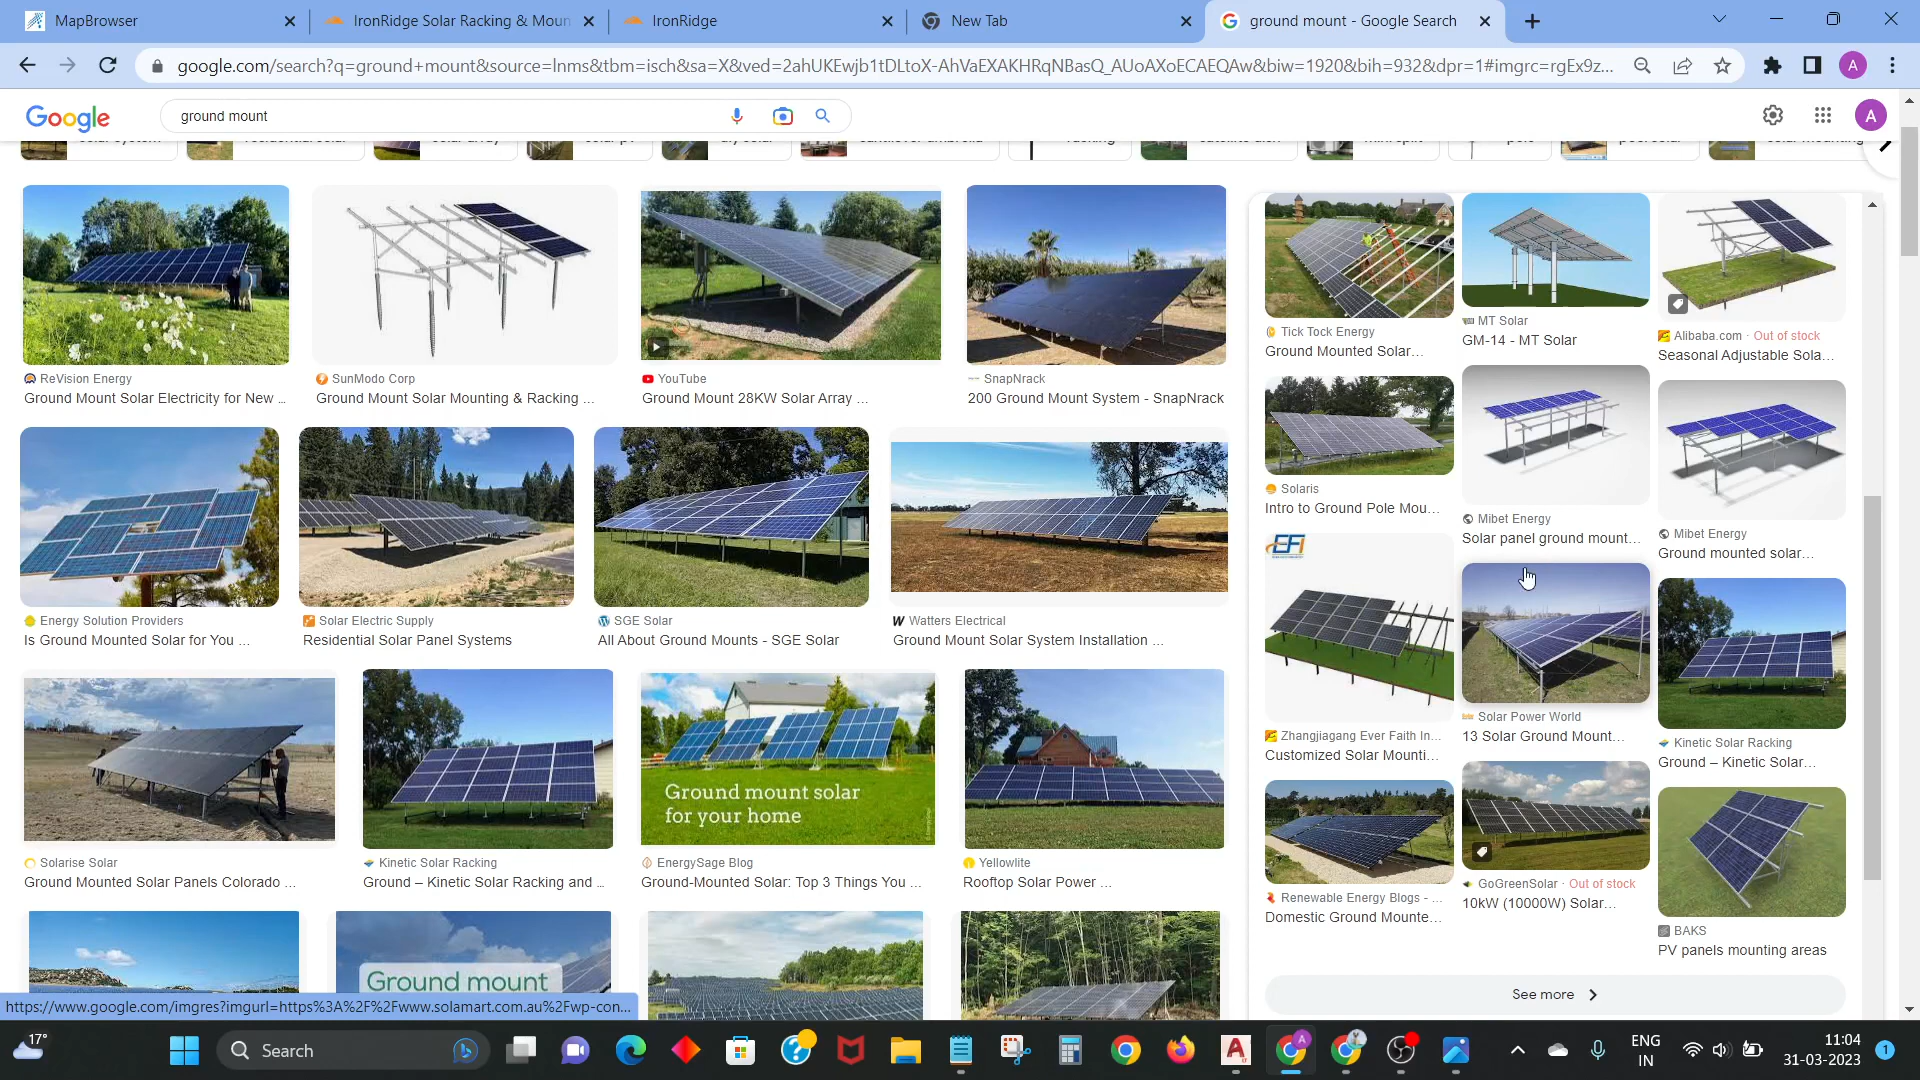 MapBrowser
IronRidge Solar Racking & Moun
IronRidge
New Tab
ground mount - Google Search
google.com/search?q=ground+mount&source=lnms&tbm=isch&sa=X&ved=2ahUKEwjb1tDLtoX-AhVaEXAKHRqNBasQ_AUoAXoECAEQAw&biw=1920&bih=932&dpr=1#imgrc=rgEx9z...
A
Google
ground mount
A
ReVision Energy
Ground Mount Solar Electricity for New ...
SunModo Corp
Ground Mount Solar Mounting & Racking ...
YouTube
Ground Mount 28KW Solar Array ...
SnapNrack
200 Ground Mount System - SnapNrack
Energy Solution Providers
Is Ground Mounted Solar for You ...
Solar Electric Supply
Residential Solar Panel Systems
SGE Solar
All About Ground Mounts - SGE Solar
W Watters Electrical
Ground Mount Solar System Installation ...
Ground mount solar
for your home
Solarise Solar
Ground Mounted Solar Panels Colorado ...
Kinetic Solar Racking
Ground – Kinetic Solar Racking and ...
EnergySage Blog
Ground-Mounted Solar: Top 3 Things You ...
Yellowlite
Rooftop Solar Power ...
Ground mount
Tick Tock Energy
Ground Mounted Solar...
MT Solar
GM-14 - MT Solar
Alibaba.com · Out of stock
Seasonal Adjustable Sola...
Solaris
Intro to Ground Pole Mou...
Mibet Energy
Solar panel ground mount...
Mibet Energy
Ground mounted solar...
EFI
Zhangjiagang Ever Faith In...
Customized Solar Mounti...
Solar Power World
13 Solar Ground Mount...
Kinetic Solar Racking
Ground – Kinetic Solar...
Renewable Energy Blogs - ...
Domestic Ground Mounte...
GoGreenSolar · Out of stock
10kW (10000W) Solar...
BAKS
PV panels mounting areas
See more
https://www.google.com/imgres?imgurl=https%3A%2F%2Fwww.solamart.com.au%2Fwp-con...
17°
Search
ENG
IN
11:04
31-03-2023
1